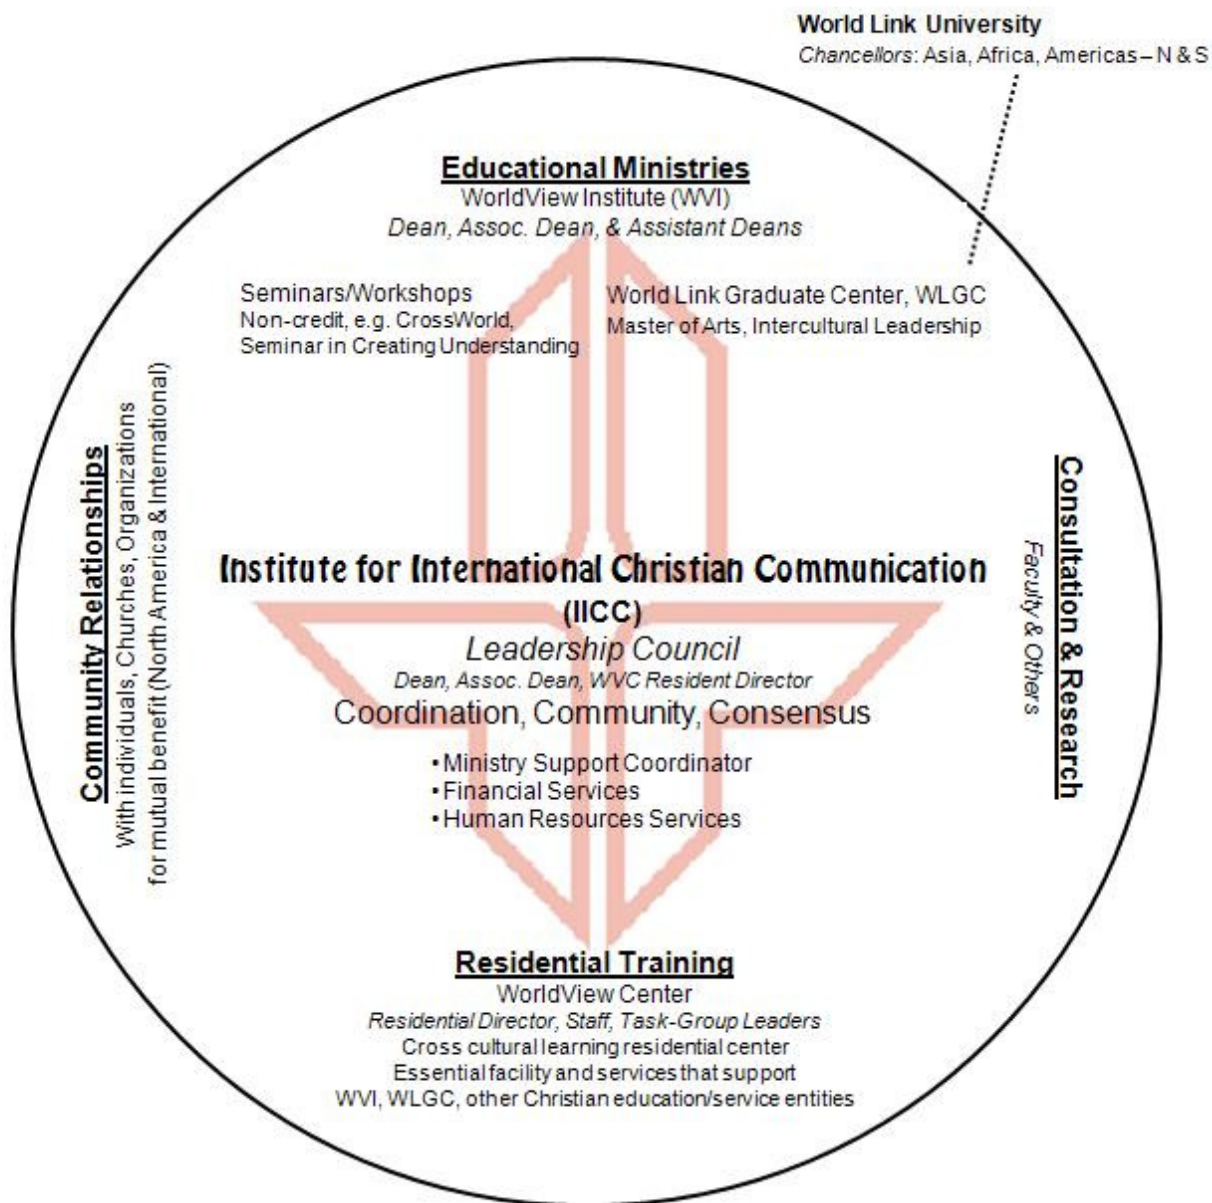 World Link University
Chancellors: Asia, Africa, Americas – N & S
Educational Ministries
WorldView Institute (WVI)
Dean, Assoc. Dean, & Assistant Deans
Seminars/Workshops
Non-credit, e.g. CrossWorld,
Seminar in Creating Understanding
World Link Graduate Center, WLGC
Master of Arts, Intercultural Leadership
Community Relationships
With individuals, Churches, Organizations
for mutual benefit (North America & International)
Institute for International Christian Communication
(IICC)
Leadership Council
Dean, Assoc. Dean, WVC Resident Director
Coordination, Community, Consensus
• Ministry Support Coordinator
• Financial Services
• Human Resources Services
Consultation & Research
Faculty & Others
Residential Training
WorldView Center
Residential Director, Staff, Task-Group Leaders
Cross cultural learning residential center
Essential facility and services that support
WVI, WLGC, other Christian education/service entities